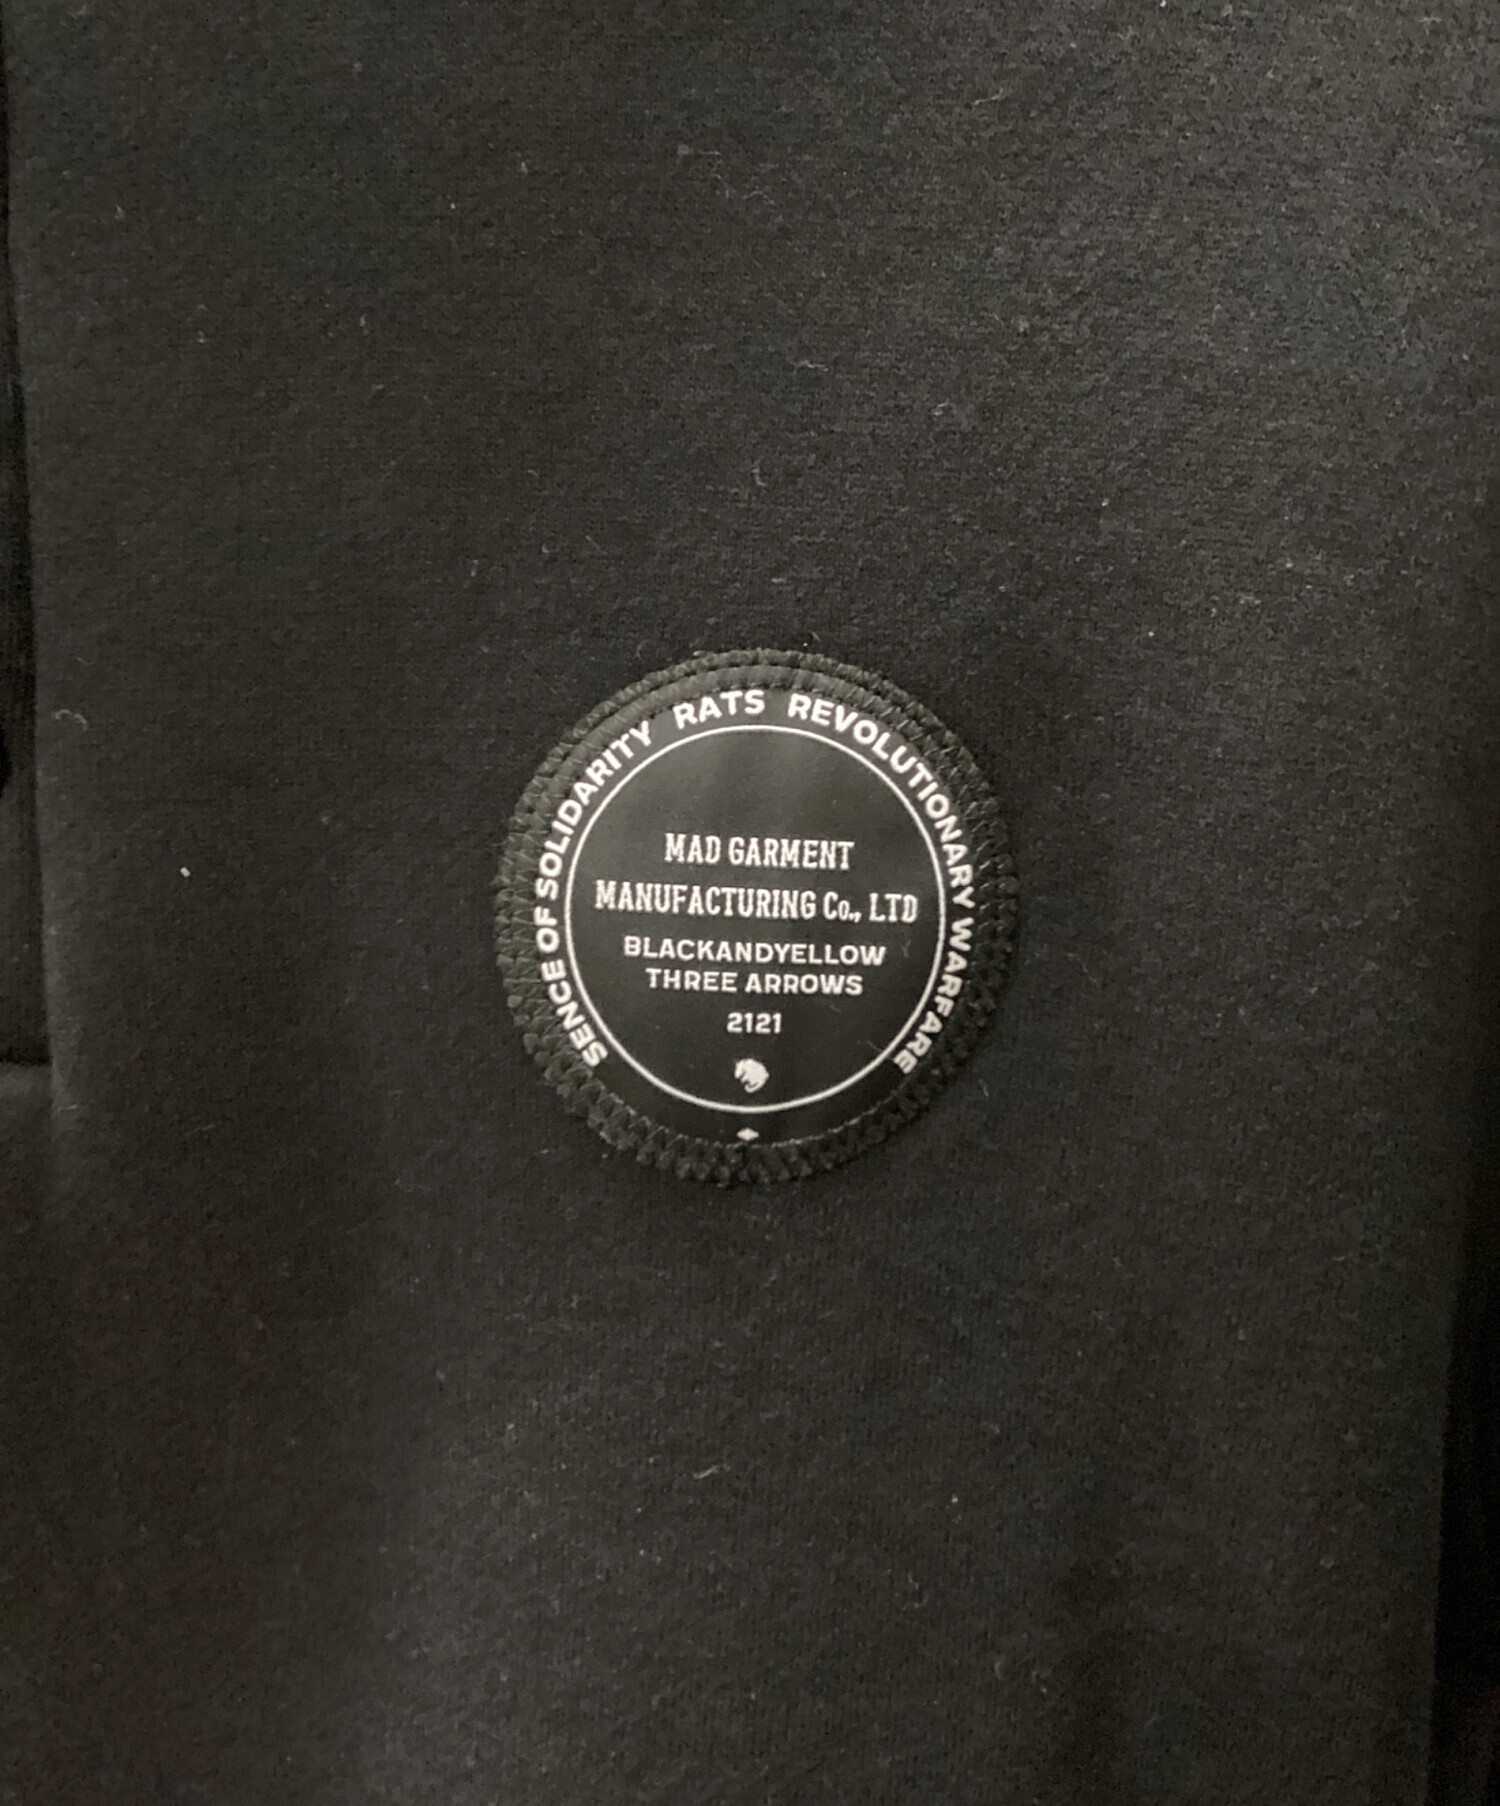 SENCE OF SOLIDARITY RATS REVOLUTIONARY WARFARE
MAD GARMENT
MANUFACTURING Co., LTD
BLACKANDYELLOW
THREE ARROWS
2121